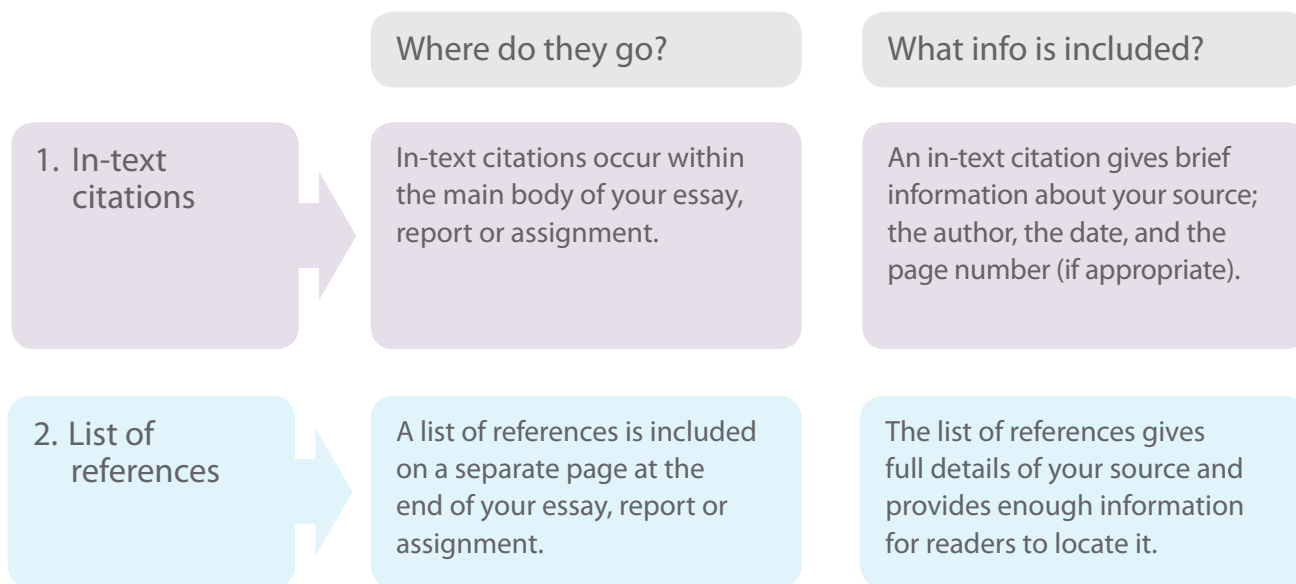 Where do they go?
What info is included?
1. In-text
citations
In-text citations occur within
the main body of your essay,
report or assignment.
An in-text citation gives brief
information about your source;
the author, the date, and the
page number (if appropriate).
2. List of
references
A list of references is included
on a separate page at the
end of your essay, report or
assignment.
The list of references gives
full details of your source and
provides enough information
for readers to locate it.